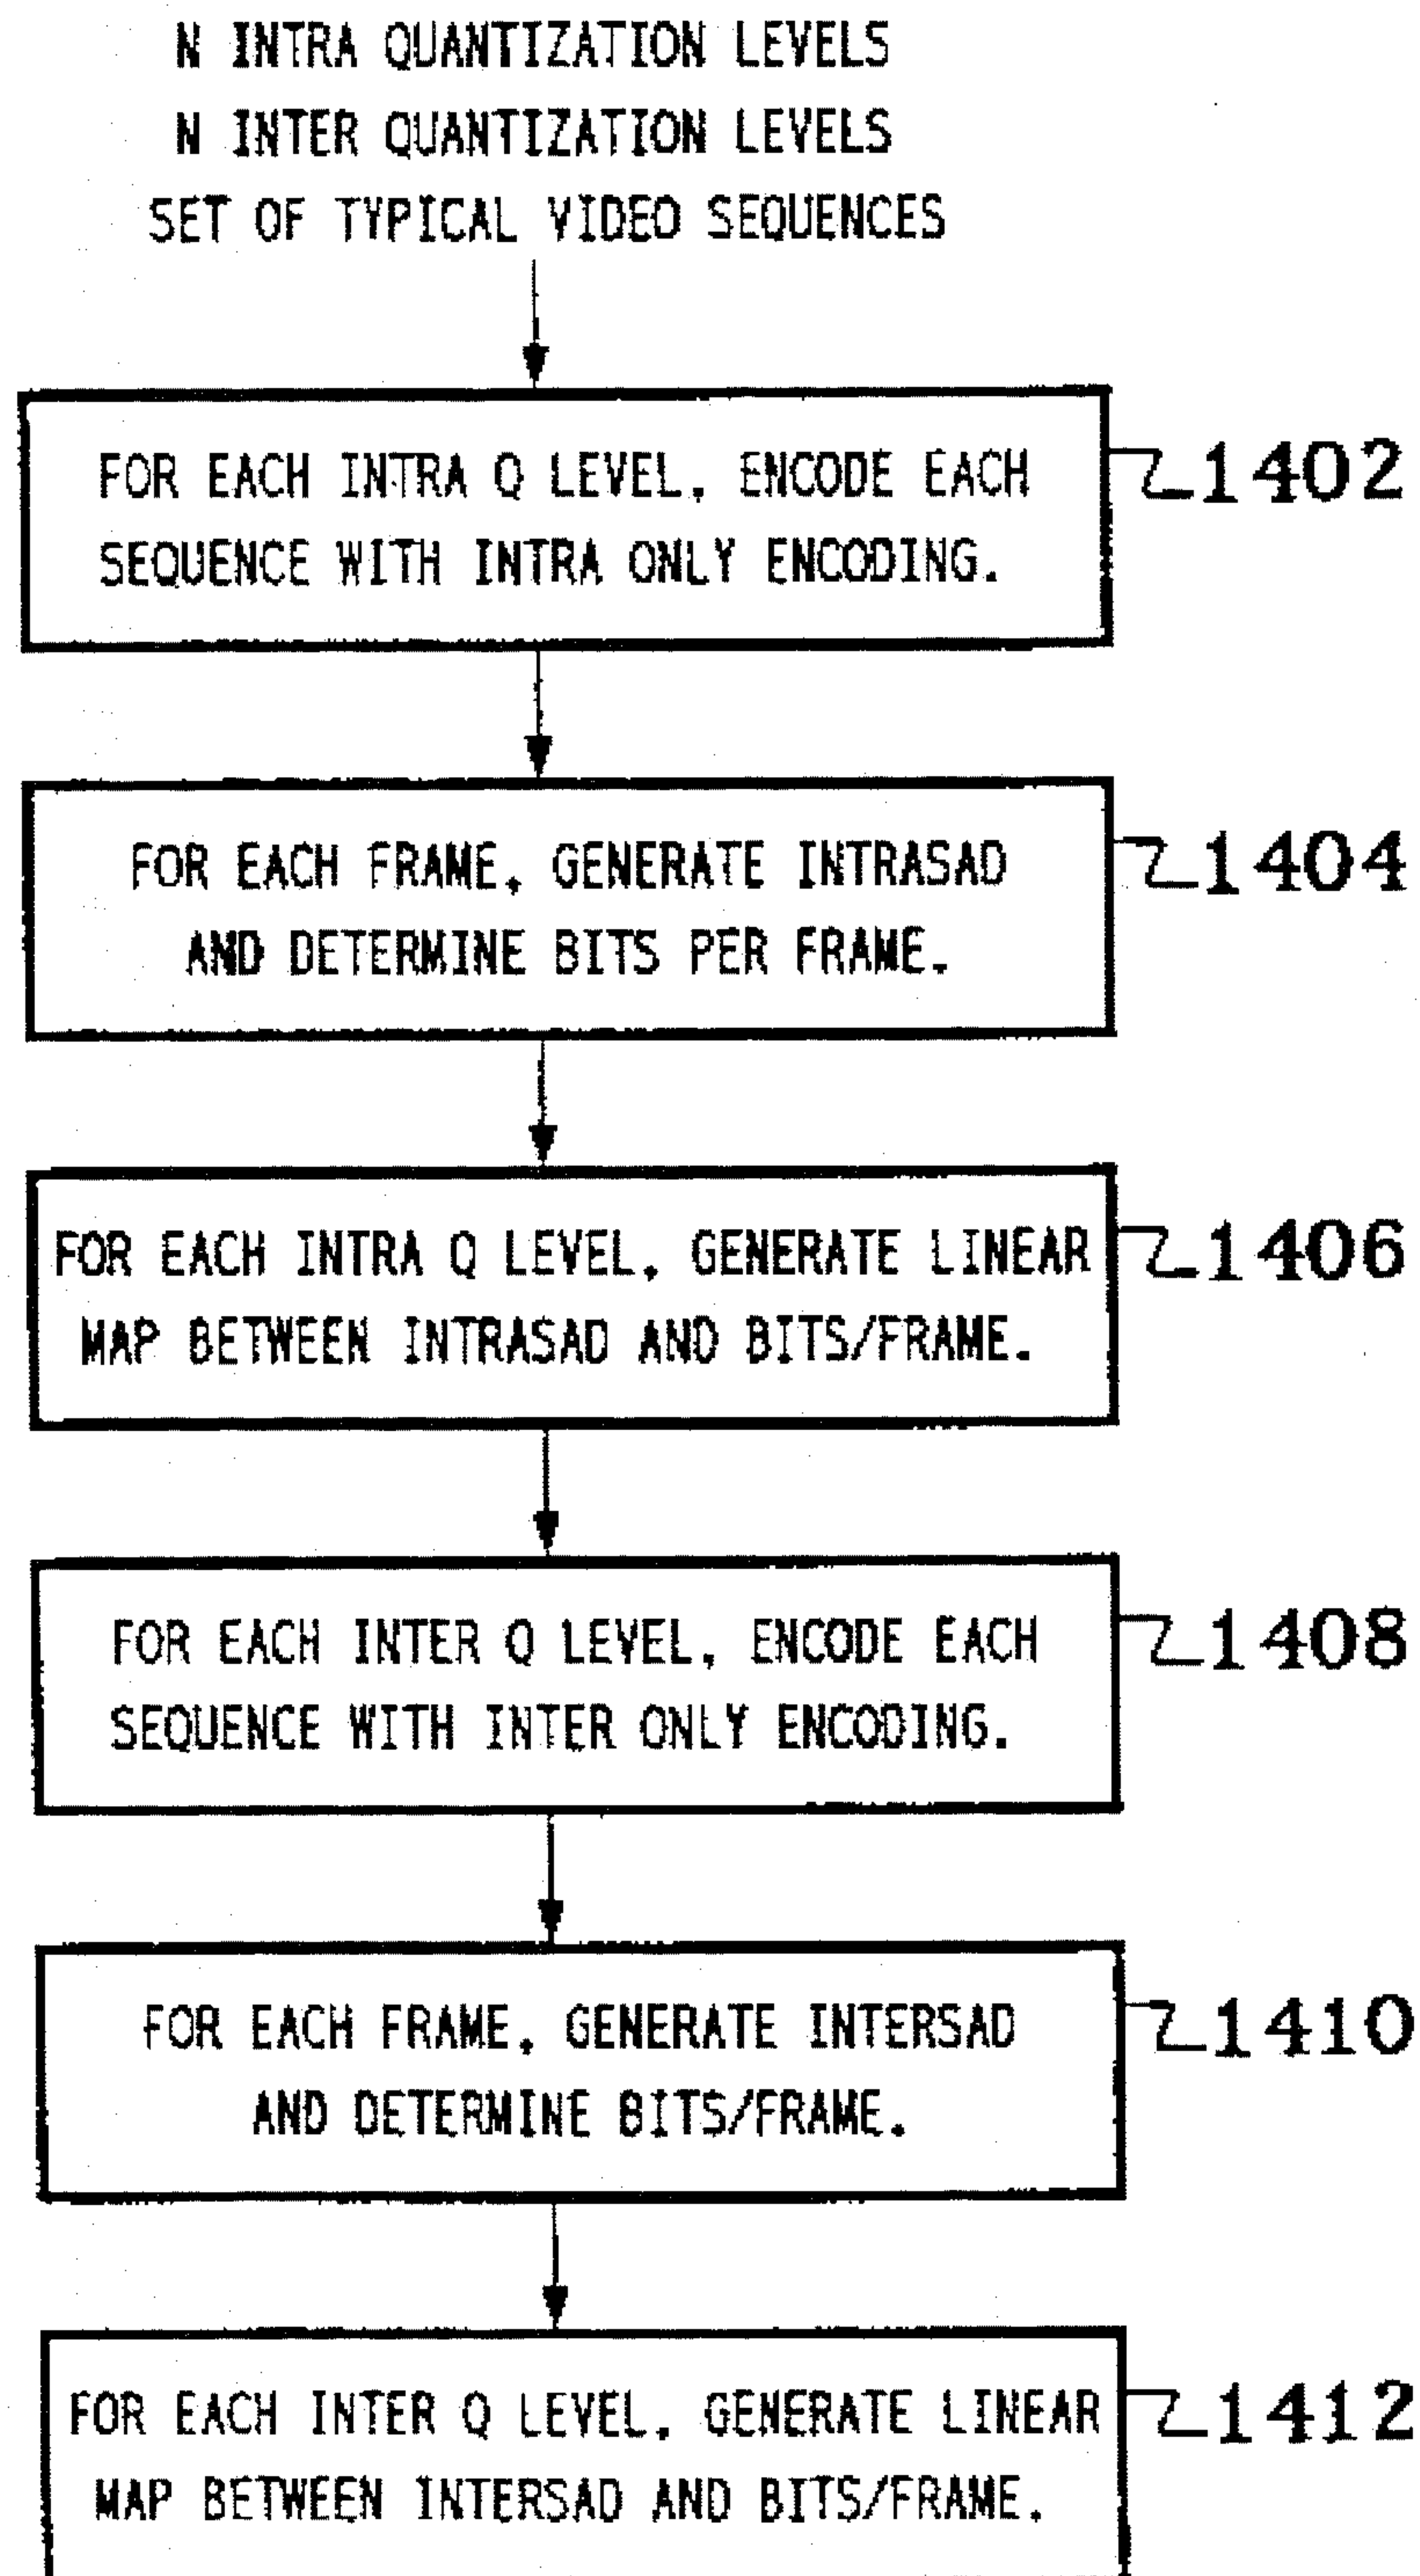 N INTRA QUANTIZATION LEVELS
N INTER QUANTIZATION LEVELS
SET OF TYPICAL VIDEO SEQUENCES
FOR EACH INTRA Q LEVEL, ENCODE EACH
SEQUENCE WITH INTRA ONLY ENCODING.
1402
FOR EACH FRAME, GENERATE INTRASAD
AND DETERMINE BITS PER FRAME.
1404
FOR EACH INTRA Q LEVEL, GENERATE LINEAR
MAP BETWEEN INTRASAD AND BITS/FRAME.
1406
FOR EACH INTER Q LEVEL, ENCODE EACH
SEQUENCE WITH INTER ONLY ENCODING.
1408
FOR EACH FRAME, GENERATE INTERSAD
AND DETERMINE BITS/FRAME.
1410
FOR EACH INTER Q LEVEL, GENERATE LINEAR
MAP BETWEEN INTERSAD AND BITS/FRAME.
1412